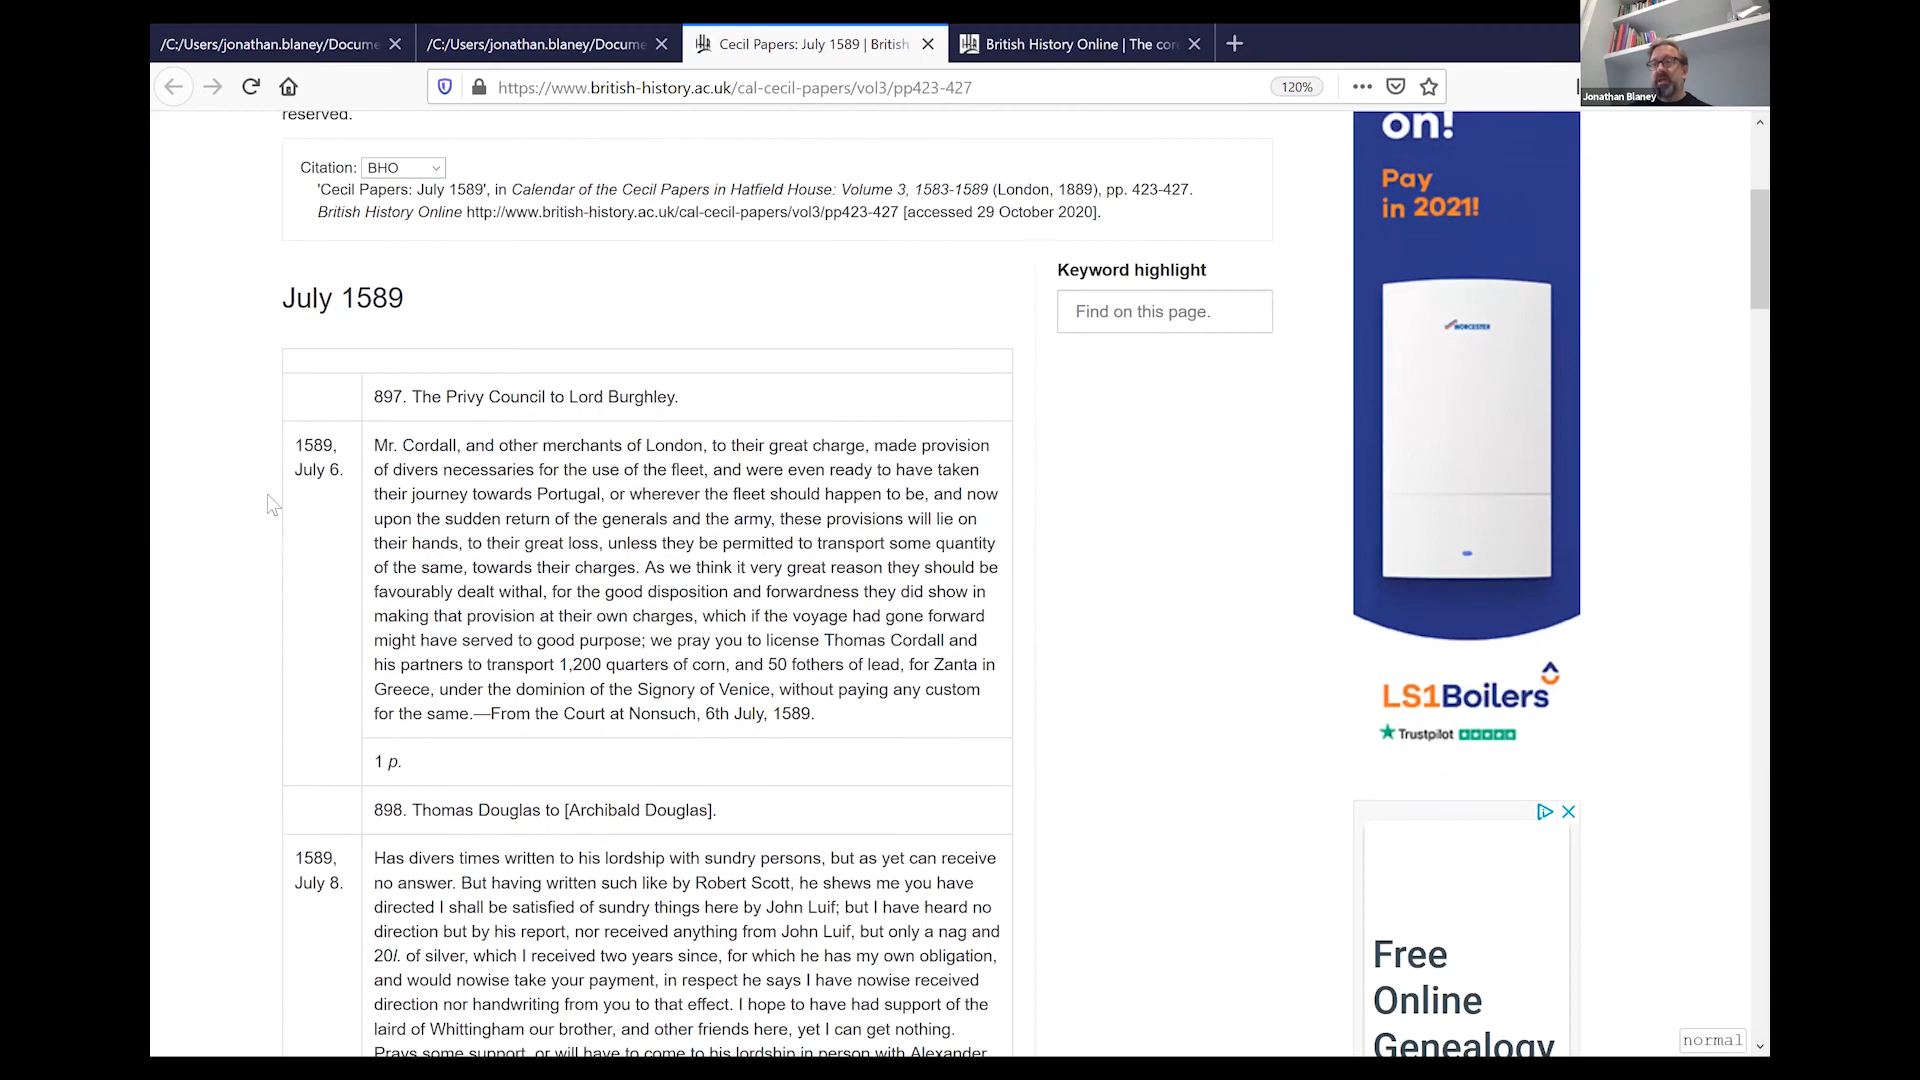 /C:/Users/jonathan.blaney/Docume
/C:/Users/jonathan.blaney/Docume
Cecil Papers: July 1589 | British
British History Online | The co
https://www.british-history.ac.uk/cal-cecil-papers/vol3/pp423-427
120%
Jonathan Blaney
reserved.
Citation: BHO
'Cecil Papers: July 1589', in Calendar of the Cecil Papers in Hatfield House: Volume 3, 1583-1589 (London, 1889), pp. 423-427.
British History Online http://www.british-history.ac.uk/cal-cecil-papers/vol3/pp423-427 [accessed 29 October 2020].
July 1589
Keyword highlight
Find on this page.
897. The Privy Council to Lord Burghley.
1589,
July 6.
Mr. Cordall, and other merchants of London, to their great charge, made provision
of divers necessaries for the use of the fleet, and were even ready to have taken
their journey towards Portugal, or wherever the fleet should happen to be, and now
upon the sudden return of the generals and the army, these provisions will lie on
their hands, to their great loss, unless they be permitted to transport some quantity
of the same, towards their charges. As we think it very great reason they should be
favourably dealt withal, for the good disposition and forwardness they did show in
making that provision at their own charges, which if the voyage had gone forward
might have served to good purpose; we pray you to license Thomas Cordall and
his partners to transport 1,200 quarters of corn, and 50 fothers of lead, for Zanta in
Greece, under the dominion of the Signory of Venice, without paying any custom
for the same.—From the Court at Nonsuch, 6th July, 1589.
1 p.
898. Thomas Douglas to [Archibald Douglas].
1589,
July 8.
Has divers times written to his lordship with sundry persons, but as yet can receive
no answer. But having written such like by Robert Scott, he shews me you have
directed I shall be satisfied of sundry things here by John Luif; but I have heard no
direction but by his report, nor received anything from John Luif, but only a nag and
20l. of silver, which I received two years since, for which he has my own obligation,
and would nowise take your payment, in respect he says I have nowise received
direction nor handwriting from you to that effect. I hope to have had support of the
laird of Whittingham our brother, and other friends here, yet I can get nothing.
Prays some support, or will have to come to his lordship in person with Alexander
on!
Pay
in 2021!
WORCESTER
LS1Boilers
Trustpilot
Free
Online
Genealogy
normal